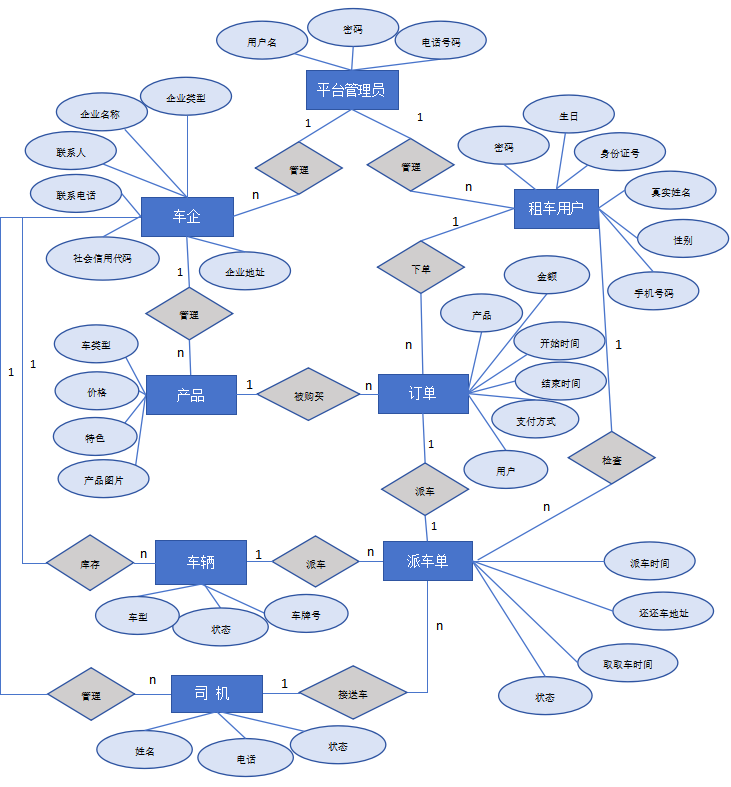 密码
用户名
电话号码
平台管理员
企业类型
企业名称
生日
1
1
密码
身份证号
联系人
管理
管理
真实姓名
联系电话
n
n
车企
租车用户
1
性别
社会信用代码
企业地址
1
下单
金额
手机号码
管理
产品
车类型
n
n
开始时间
1
1
1
价格
产品
1
被购买
n
订单
结束时间
特色
支付方式
1
产品图片
用户
检查
派车
n
1
库存
n
车辆
1
派车
n
派车单
派车时间
车型
状态
车牌号
还还车地址
n
取取车时间
管理
n
司 机
1
接送车
状态
姓名
电话
状态